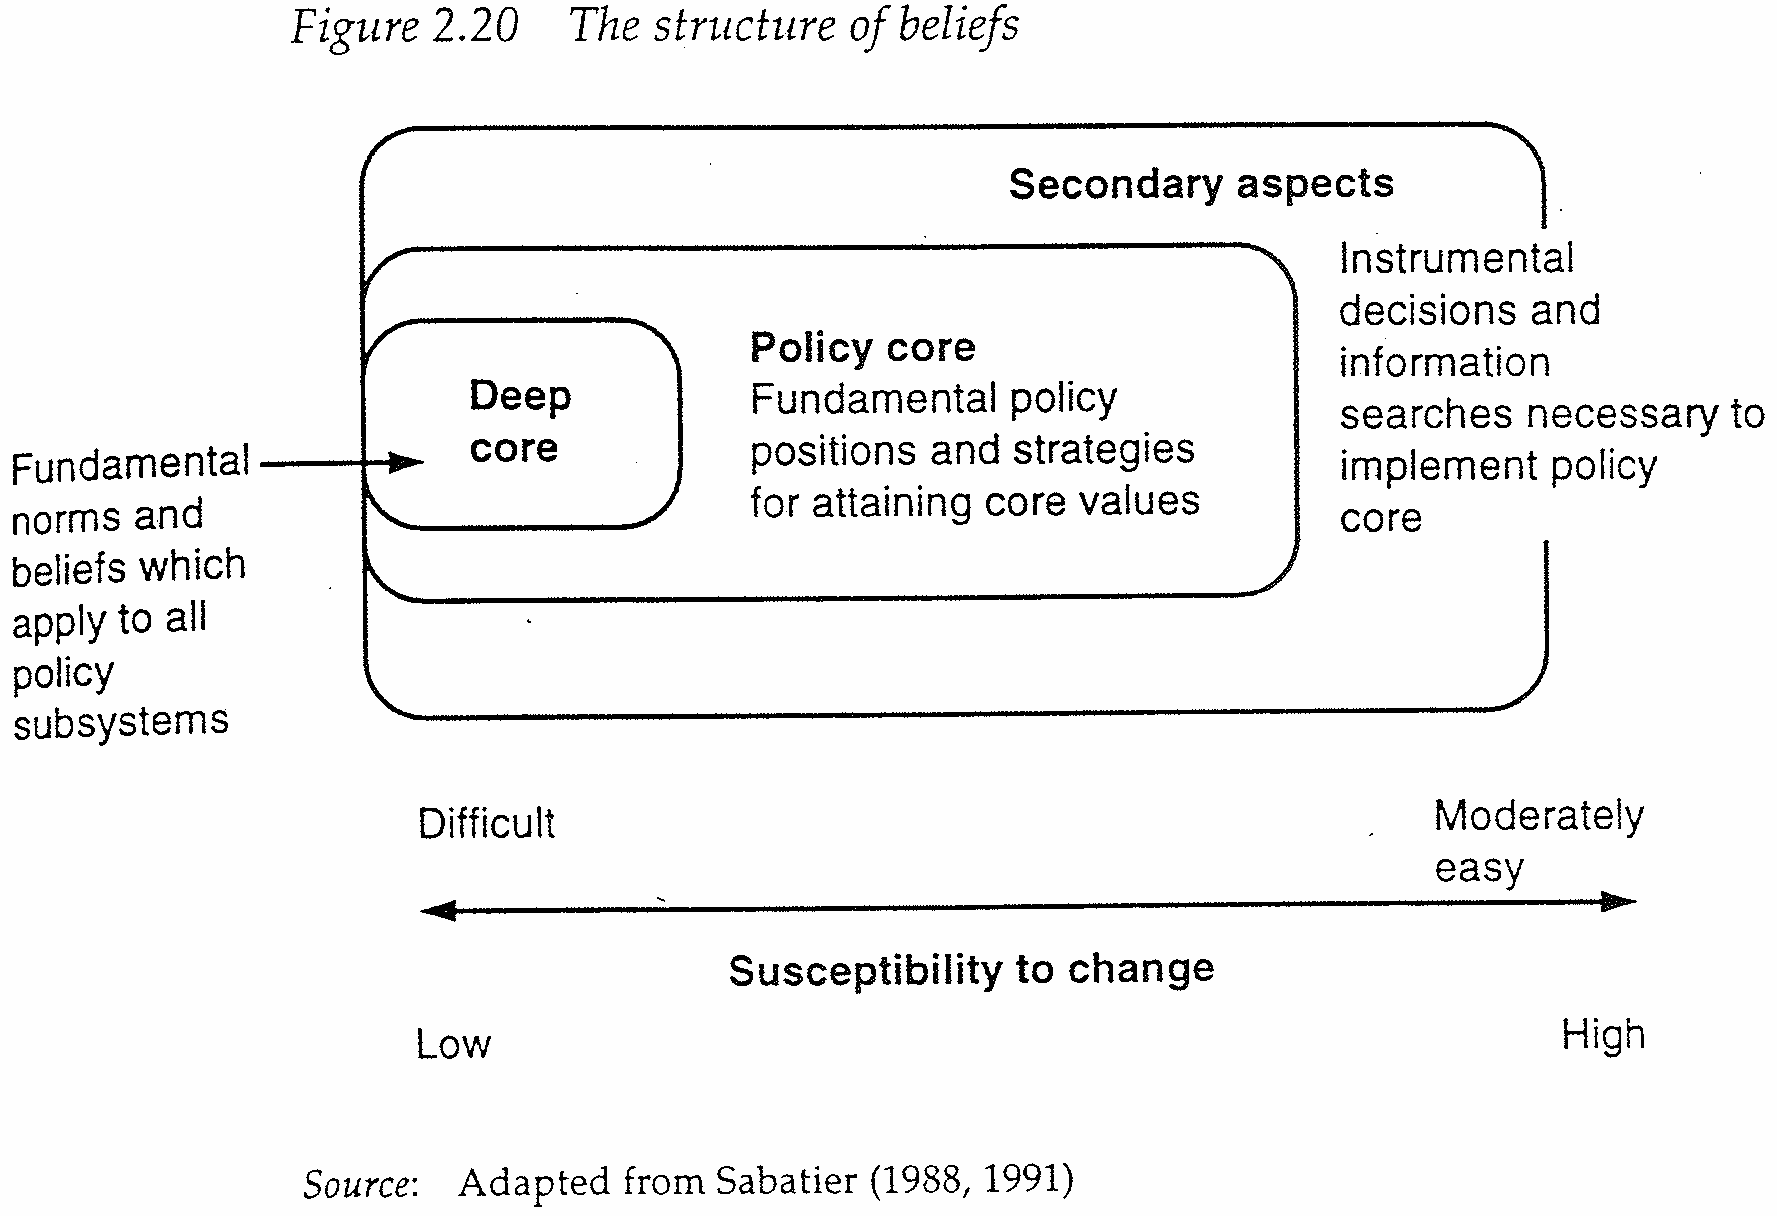 Figure 2.20 The structure of beliefs
Secondary aspects
Instrumental
decisions and
information
searches necessary to
implement policy
core
Policy core
Fundamental policy
positions and strategies
for attaining core values
Deep
core
Fundamental
norms and
beliefs which
apply to all
policy
subsystems
Difficult
Moderately
easy
Susceptibility to change
Low
High
Source: Adapted from Sabatier (1988, 1991)